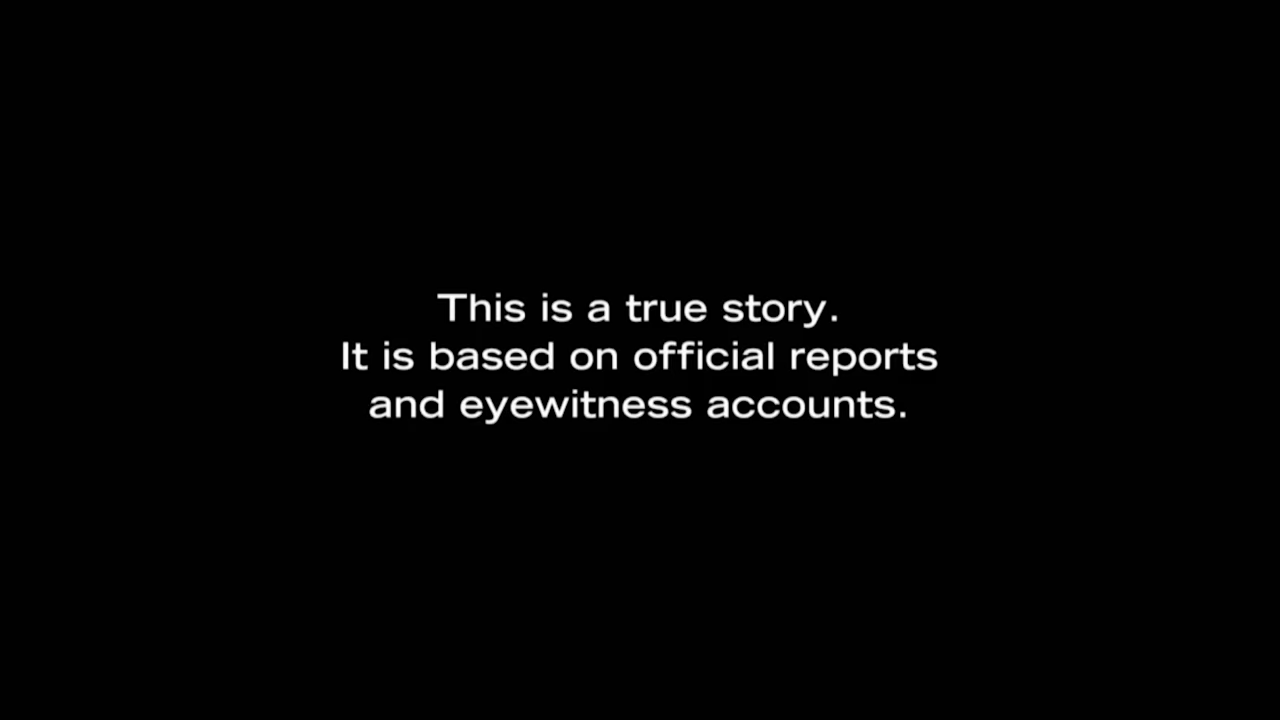 This is a true story.
It is based on official reports
and eyewitness accounts.